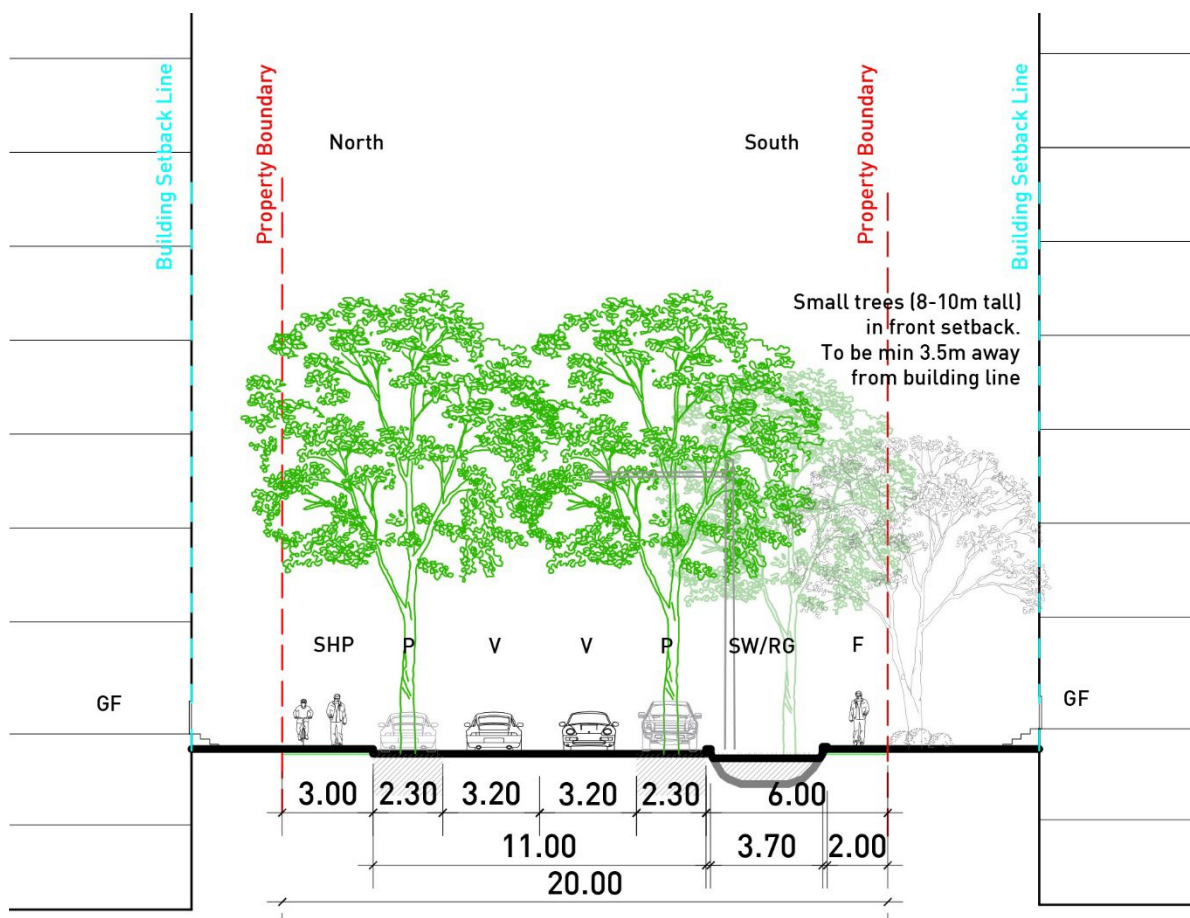 Building Setback Line
Property Boundary
North
South
Property Boundary
Building Setback Line
Small trees (8-10m tall)
in front setback.
To be min 3.5m away
from building line
SHP
P
V
V
P
SW/RG
F
GF
GF
3.00
2.30
3.20
3.20
2.30
6.00
11.00
3.70
2.00
20.00